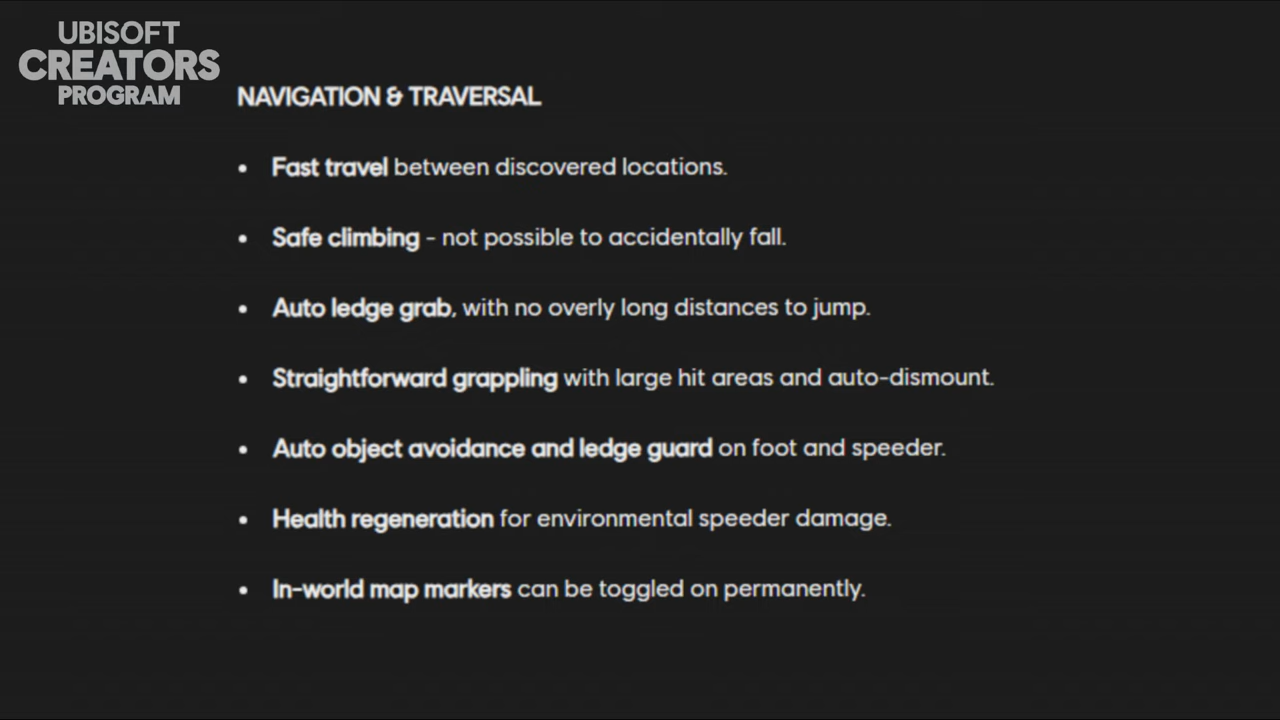 UBISOFT
CREATORS
PROGRAM
NAVIGATION & TRAVERSAL
• Fast travel between discovered locations.
• Safe climbing - not possible to accidentally fall.
• Auto ledge grab, with no overly long distances to jump.
• Straightforward grappling with large hit areas and auto-dismount.
• Auto object avoidance and ledge guard on foot and speeder.
• Health regeneration for environmental speeder damage.
• In-world map markers can be toggled on permanently.